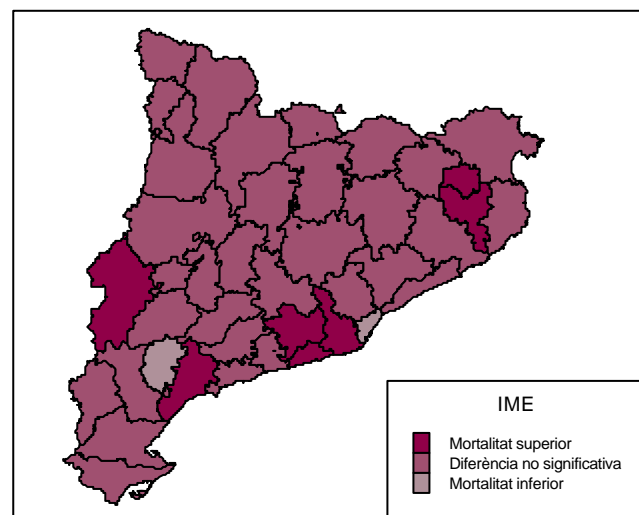 IME
Mortalitat superior
Diferència no significativa
Mortalitat inferior